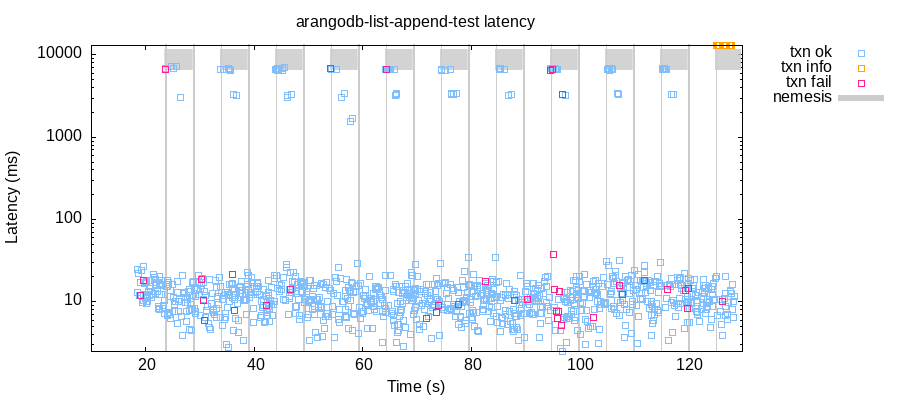 arangodb-list-append-test latency
10000
1000
100
10
Latency (ms)
20 40 60 80 100 120
Time (s)
txn ok
txn info
txn fail
nemesis